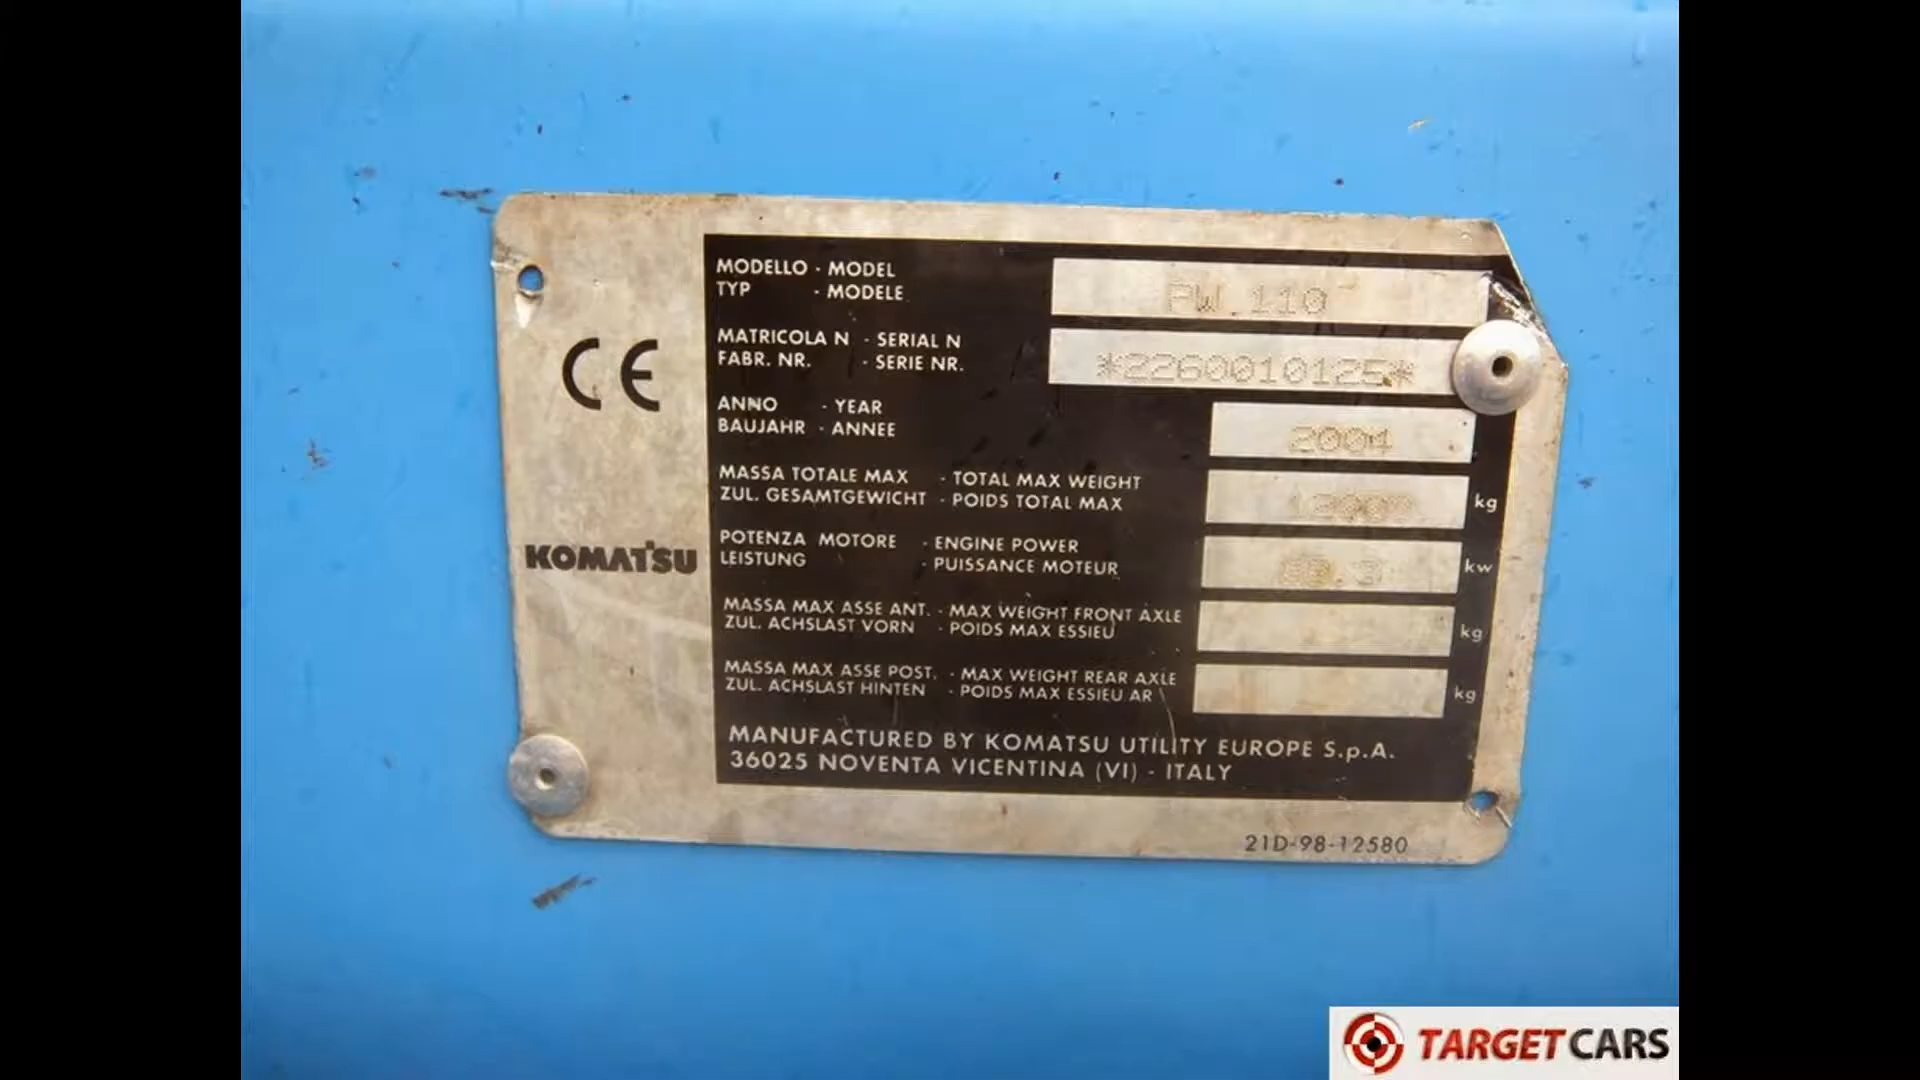 MODELLO - MODEL
TYP - MODELE
PW 110
MATRICOLA N - SERIAL N
FABR. NR. - SERIE NR.
*2260010125*
ANNO - YEAR
BAUJAHR - ANNEE
2004
MASSA TOTALE MAX - TOTAL MAX WEIGHT
ZUL. GESAMTGEWICHT - POIDS TOTAL MAX
kg
POTENZA MOTORE - ENGINE POWER
LEISTUNG - PUISSANCE MOTEUR
kw
MASSA MAX ASSE ANT. - MAX WEIGHT FRONT AXLE
ZUL. ACHSLAST VORN - POIDS MAX ESSIEU
kg
MASSA MAX ASSE POST. - MAX WEIGHT REAR AXLE
ZUL. ACHSLAST HINTEN - POIDS MAX ESSIEU AR
kg
MANUFACTURED BY KOMATSU UTILITY EUROPE S.p.A.
36025 NOVENTA VICENTINA (VI) - ITALY
CE
KOMATSU
21D-98-12580
TARGETCARS